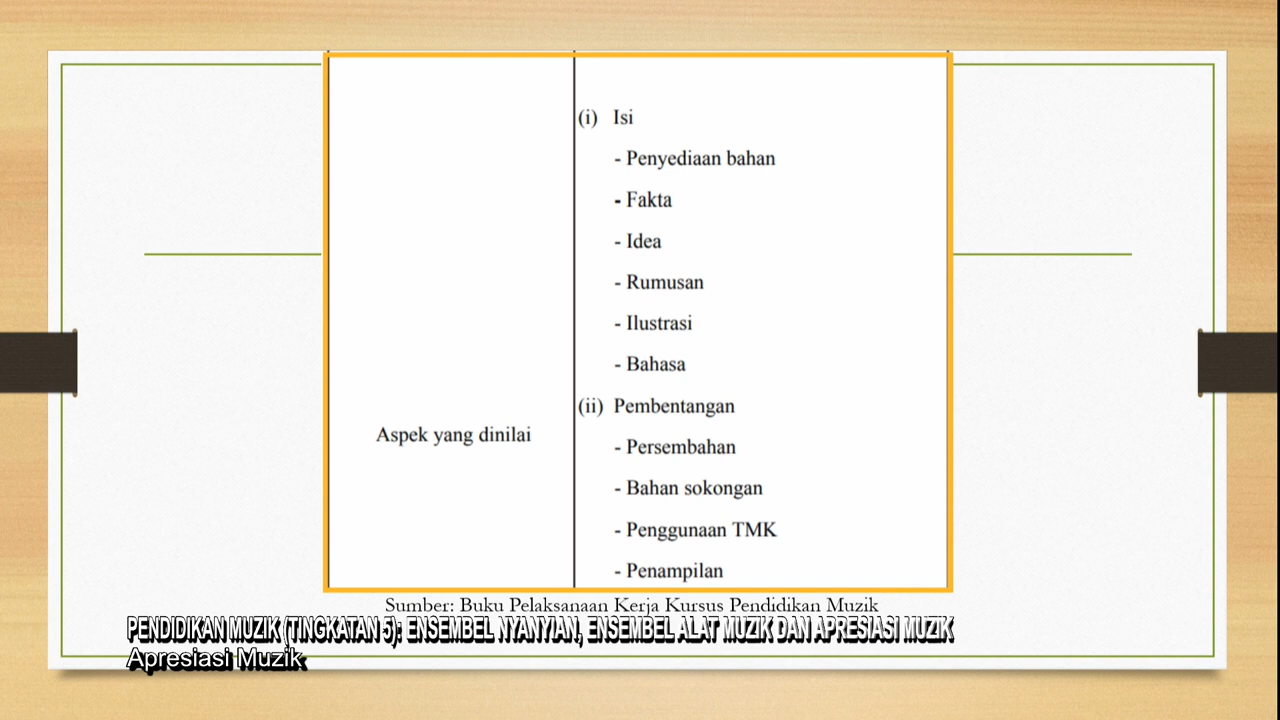 (i) Isi
- Penyediaan bahan
- Fakta
- Idea
- Rumusan
- Ilustrasi
- Bahasa
(ii) Pembentangan
Aspek yang dinilai
- Persembahan
- Bahan sokongan
- Penggunaan TMK
- Penampilan
Sumber: Buku Pelaksanaan Kerja Kursus Pendidikan Muzik
PENDIDIKAN MUZIK (TINGKATAN 5): ENSEMBEL NYANYIAN, ENSEMBEL ALAT MUZIK DAN APRESIASI MUZIK
Apresiasi Muzik